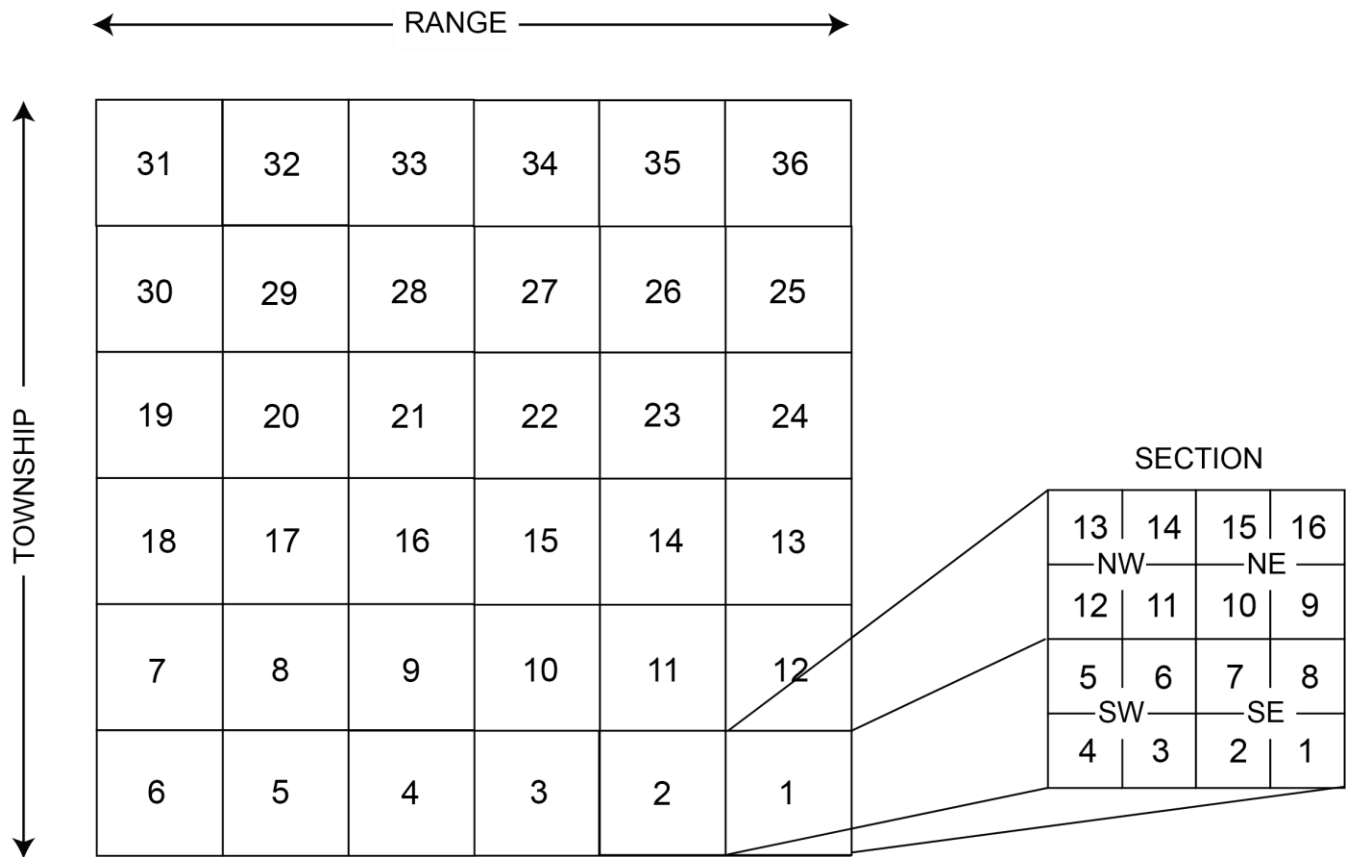 RANGE
TOWNSHIP
31 32 33 34 35 36
30 29 28 27 26 25
19 20 21 22 23 24
18 17 16 15 14 13
7 8 9 10 11 12
6 5 4 3 2 1
SECTION
13 14 15 16
NW NE
12 11 10 9
5 6 7 8
SW SE
4 3 2 1